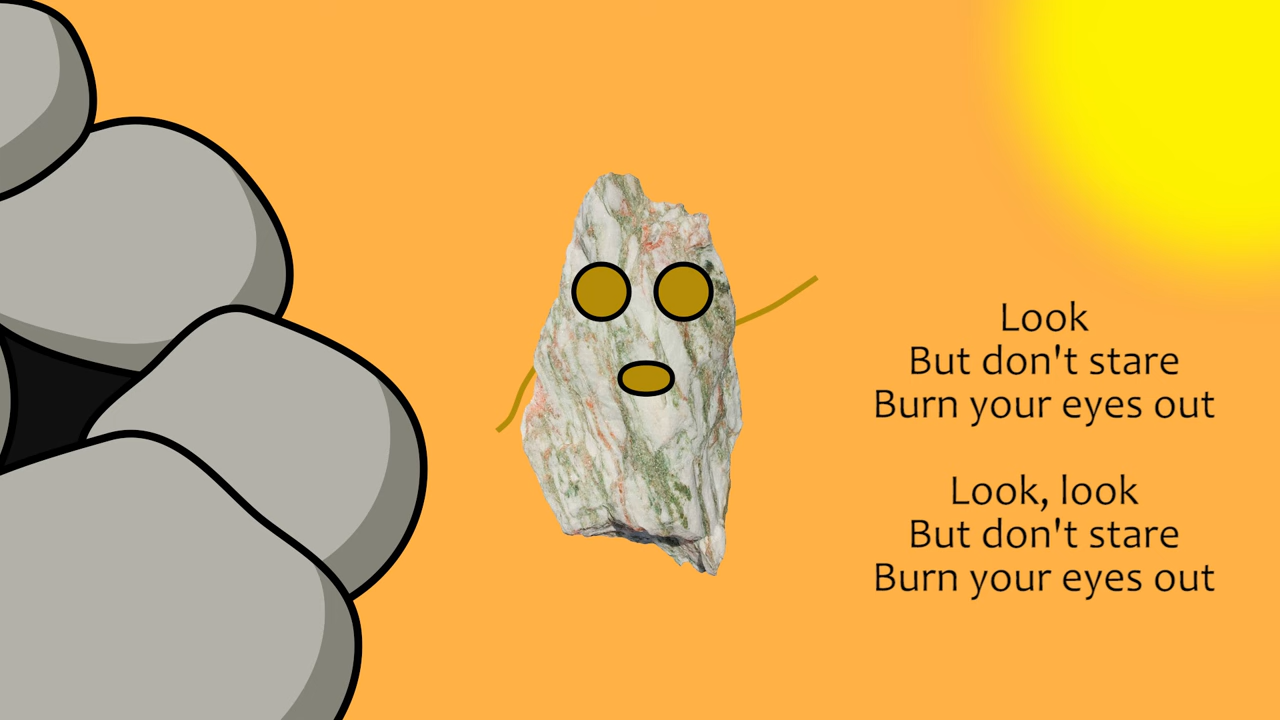 Look
But don't stare
Burn your eyes out
Look, look
But don't stare
Burn your eyes out